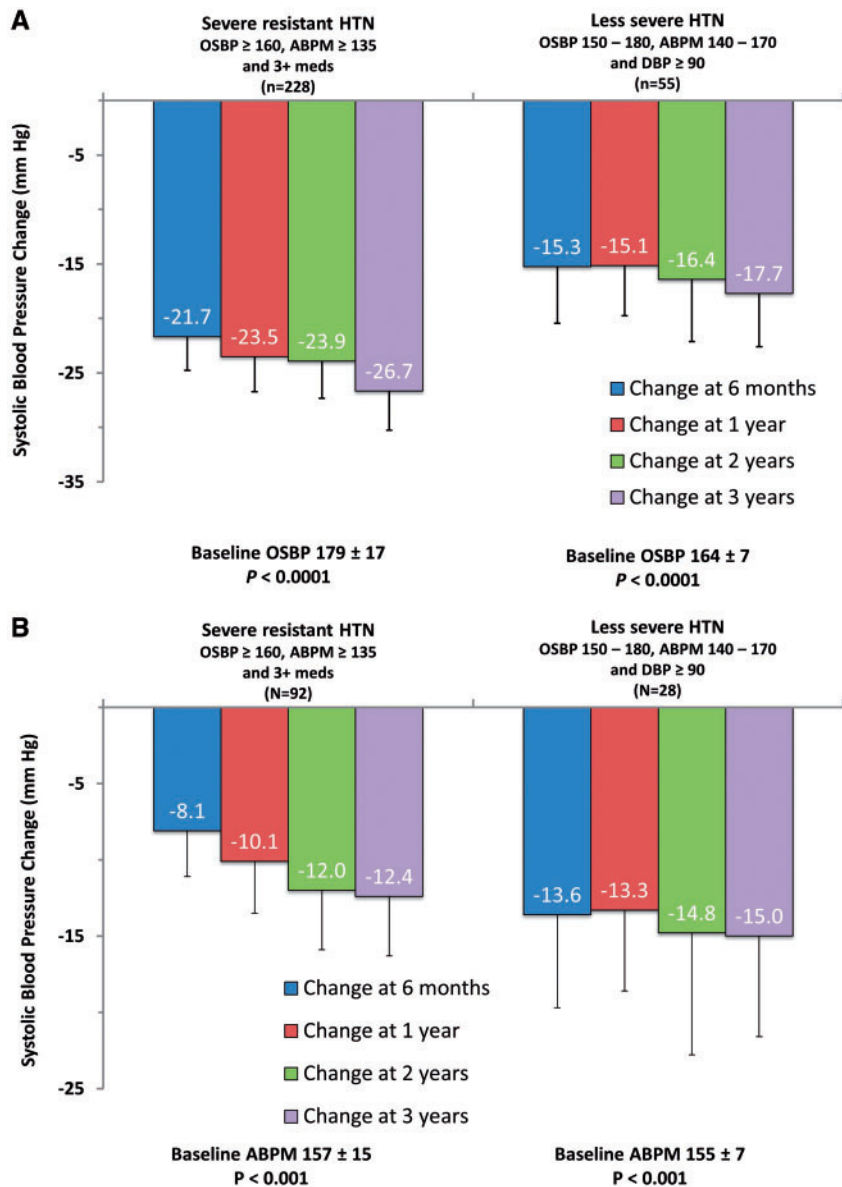 A
Severe resistant HTN
OSBP ≥ 160, ABPM ≥ 135
and 3+ meds
(n=228)
Less severe HTN
OSBP 150 – 180, ABPM 140 – 170
and DBP ≥ 90
(n=55)
Systolic Blood Pressure Change (mm Hg)
-5
-15
-25
-35
-21.7
-23.5
-23.9
-26.7
-15.3
-15.1
-16.4
-17.7
Change at 6 months
Change at 1 year
Change at 2 years
Change at 3 years
Baseline OSBP 179 ± 17
P < 0.0001
Baseline OSBP 164 ± 7
P < 0.0001
B
Severe resistant HTN
OSBP ≥ 160, ABPM ≥ 135
and 3+ meds
(N=92)
Less severe HTN
OSBP 150 – 180, ABPM 140 – 170
and DBP ≥ 90
(N=28)
Systolic Blood Pressure Change (mm Hg)
-5
-15
-25
-8.1
-10.1
-12.0
-12.4
-13.6
-13.3
-14.8
-15.0
Change at 6 months
Change at 1 year
Change at 2 years
Change at 3 years
Baseline ABPM 157 ± 15
P < 0.001
Baseline ABPM 155 ± 7
P < 0.001